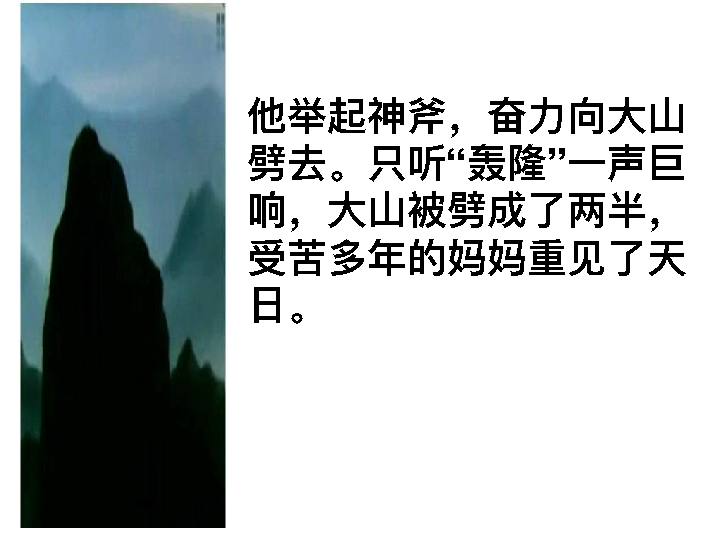 他举起神斧，奋力向大山
劈去。只听“轰隆”一声巨
响，大山被劈成了两半，
受苦多年的妈妈重见了天
日。